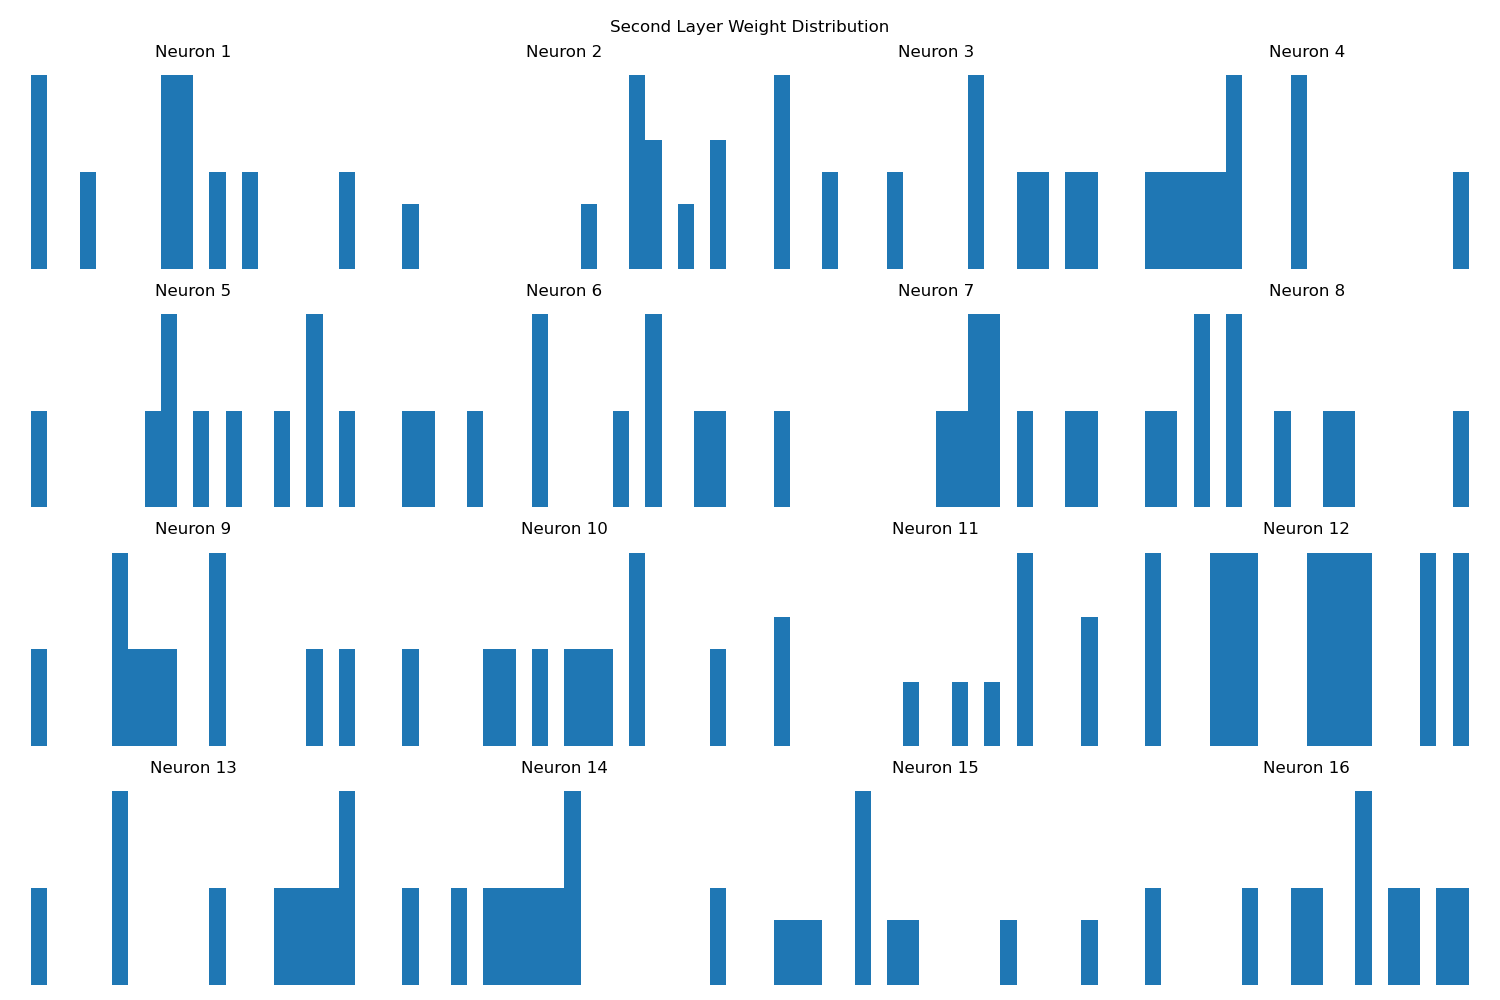 Second Layer Weight Distribution
Neuron 1
Neuron 2
Neuron 3
Neuron 4
Neuron 5
Neuron 6
Neuron 7
Neuron 8
Neuron 9
Neuron 10
Neuron 11
Neuron 12
Neuron 13
Neuron 14
Neuron 15
Neuron 16